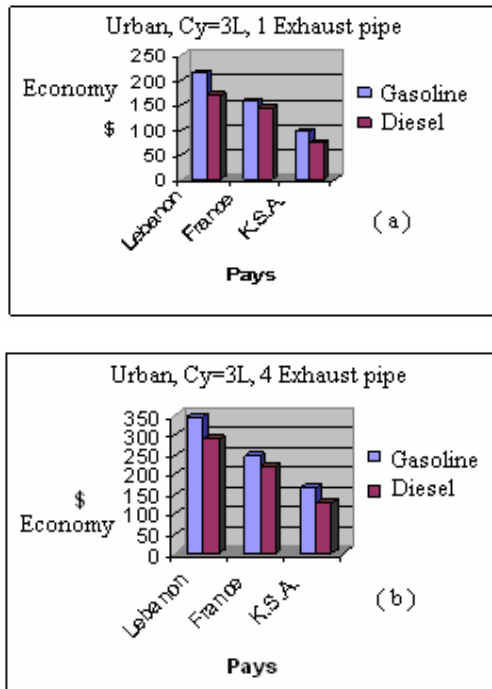 Urban, Cy=3L, 1 Exhaust pipe
Economy
$
250
200
150
100
50
0
Gasoline
Diesel
Lebanon
France
K.S.A.
(a)
Pays
Urban, Cy=3L, 4 Exhaust pipe
$
Economy
350
300
250
200
150
100
50
0
Gasoline
Diesel
Lebanon
France
K.S.A.
(b)
Pays